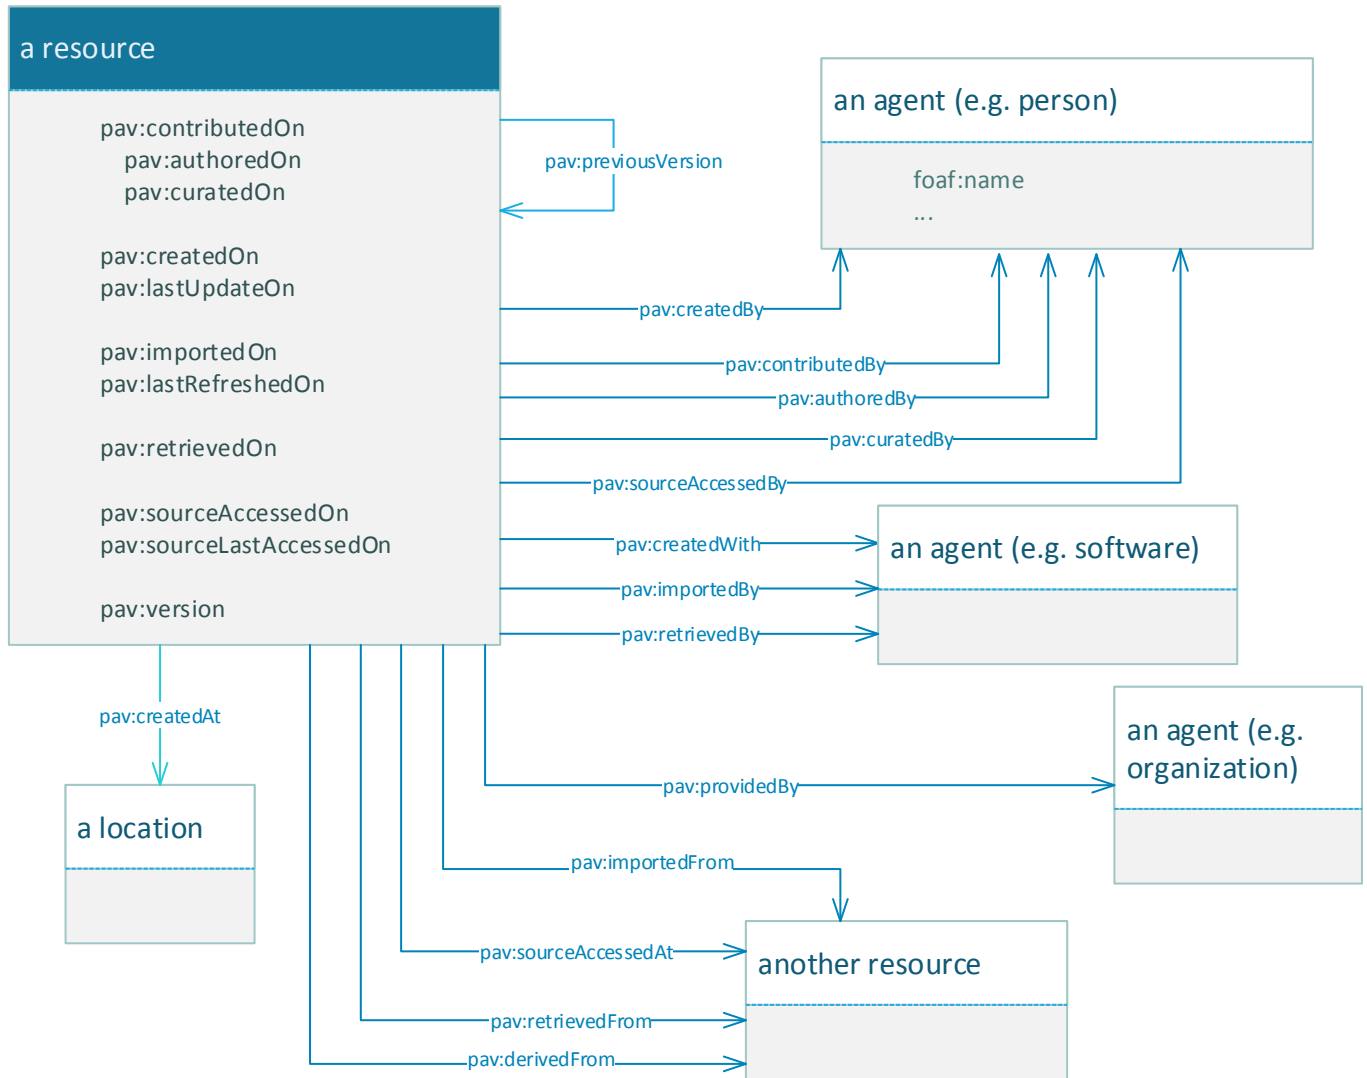 a resource
pav:contributedOn
pav:authoredOn
pav:curatedOn
pav:createdOn
pav:lastUpdateOn
pav:importedOn
pav:lastRefreshedOn
pav:retrievedOn
pav:sourceAccessedOn
pav:sourceLastAccessedOn
pav:version
pav:previousVersion
an agent (e.g. person)
foaf:name
...
pav:createdBy
pav:contributedBy
pav:authoredBy
pav:curatedBy
pav:sourceAccessedBy
pav:createdWith
pav:importedBy
pav:retrievedBy
an agent (e.g. software)
pav:createdAt
a location
pav:providedBy
an agent (e.g.
organization)
pav:importedFrom
pav:sourceAccessedAt
pav:retrievedFrom
pav:derivedFrom
another resource